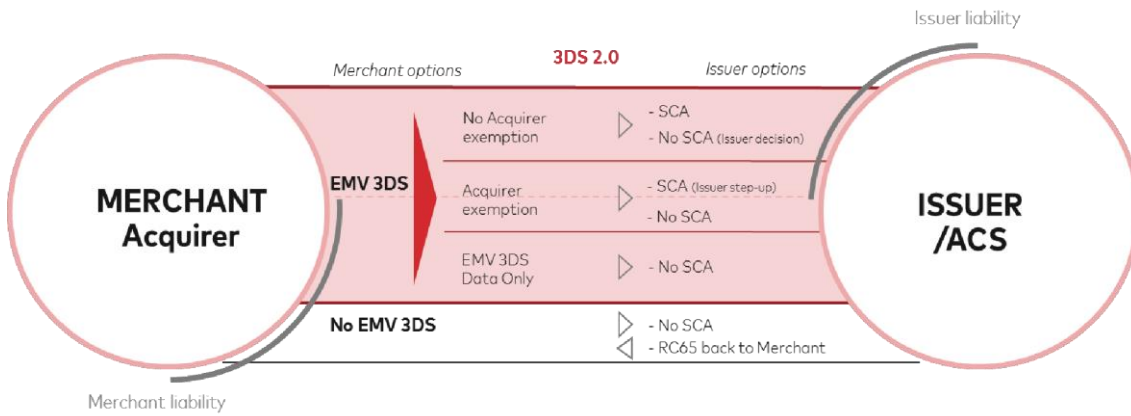 Issuer liability
3DS 2.0
Merchant options
Issuer options
No Acquirer
exemption
- SCA
- No SCA (Issuer decision)
EMV 3DS
Acquirer
exemption
- SCA (Issuer step-up)
- No SCA
EMV 3DS
Data Only
- No SCA
MERCHANT
Acquirer
ISSUER
/ACS
No EMV 3DS
- No SCA
- RC65 back to Merchant
Merchant liability